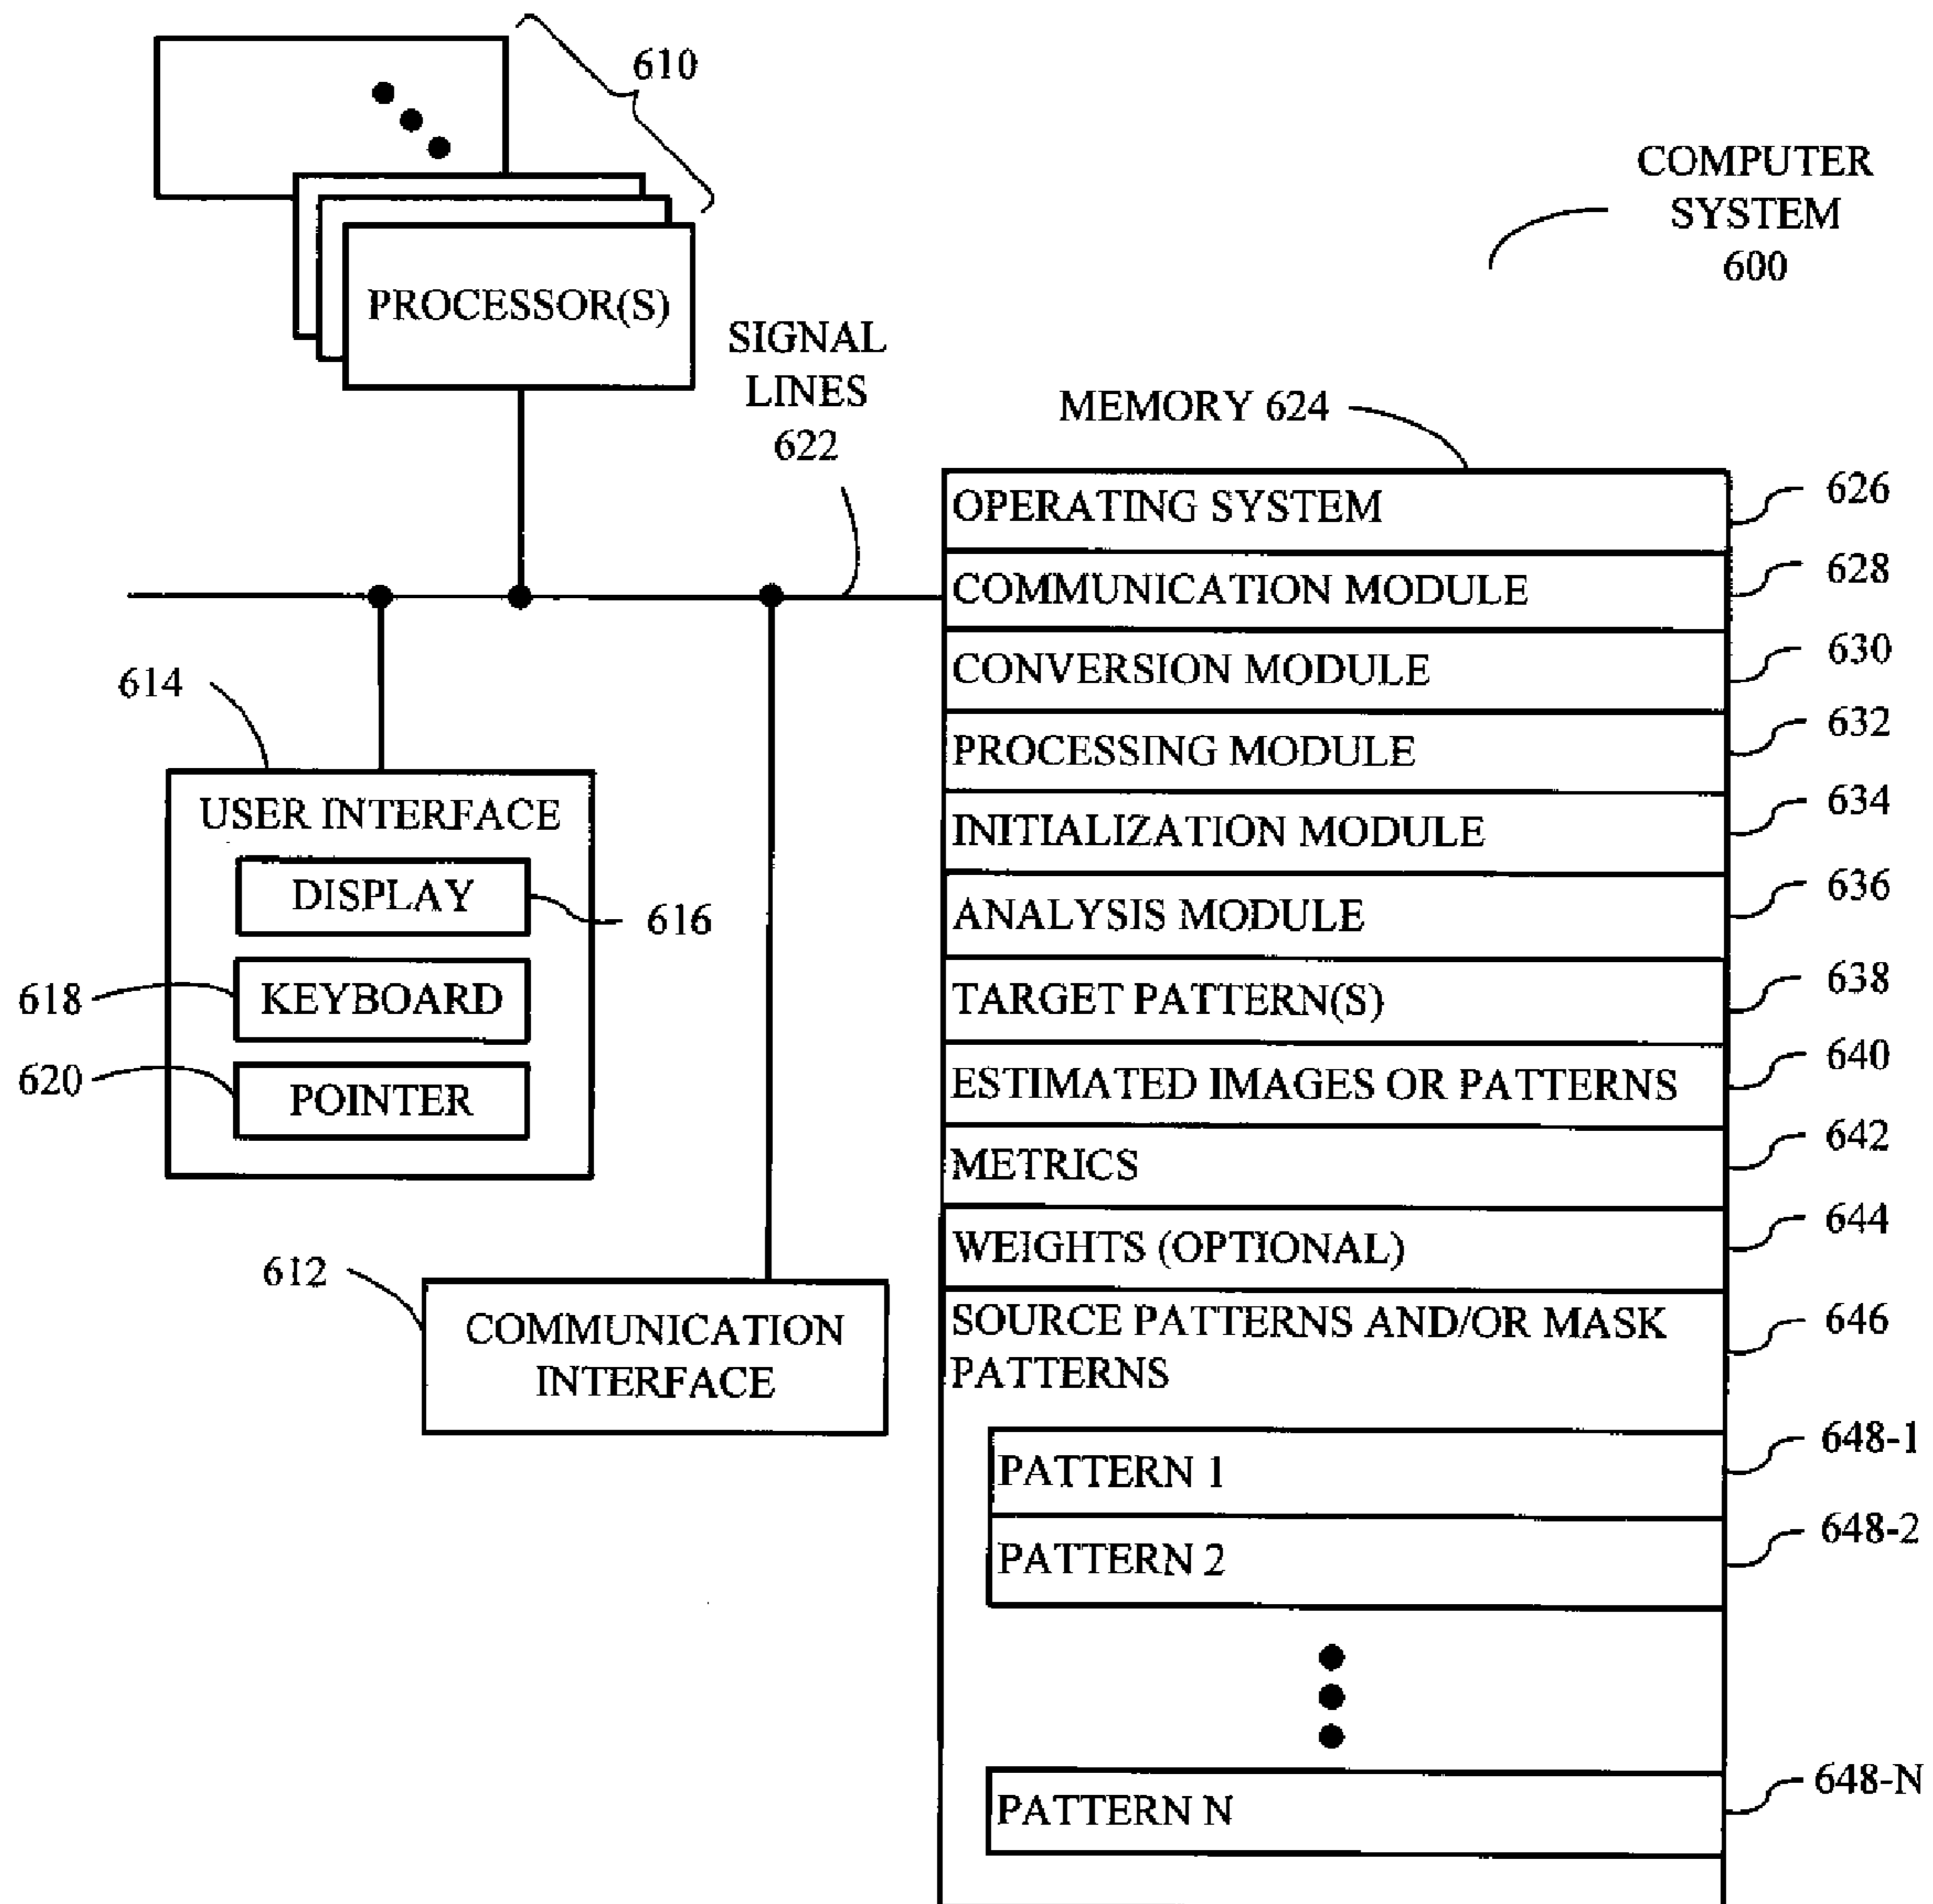 610
COMPUTER
SYSTEM
600
PROCESSOR(S)
SIGNAL
LINES
622
MEMORY 624
OPERATING SYSTEM
626
COMMUNICATION MODULE
628
CONVERSION MODULE
630
PROCESSING MODULE
632
INITIALIZATION MODULE
634
ANALYSIS MODULE
636
TARGET PATTERN(S)
638
ESTIMATED IMAGES OR PATTERNS
640
METRICS
642
WEIGHTS (OPTIONAL)
644
SOURCE PATTERNS AND/OR MASK
PATTERNS
646
PATTERN 1
648-1
PATTERN 2
648-2
PATTERN N
648-N
614
USER INTERFACE
DISPLAY
616
618
KEYBOARD
620
POINTER
612
COMMUNICATION
INTERFACE